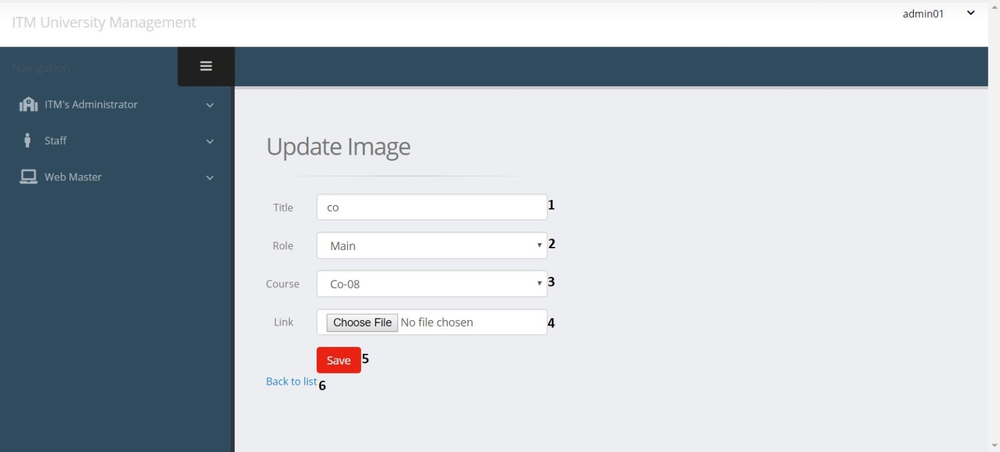 ITM University Management
admin01
Navigation
ITM's Administrator
Staff
Web Master
Update Image
Title co 1
Role Main 2
Course Co-08 3
Link Choose File No file chosen 4
Save 5
Back to list 6